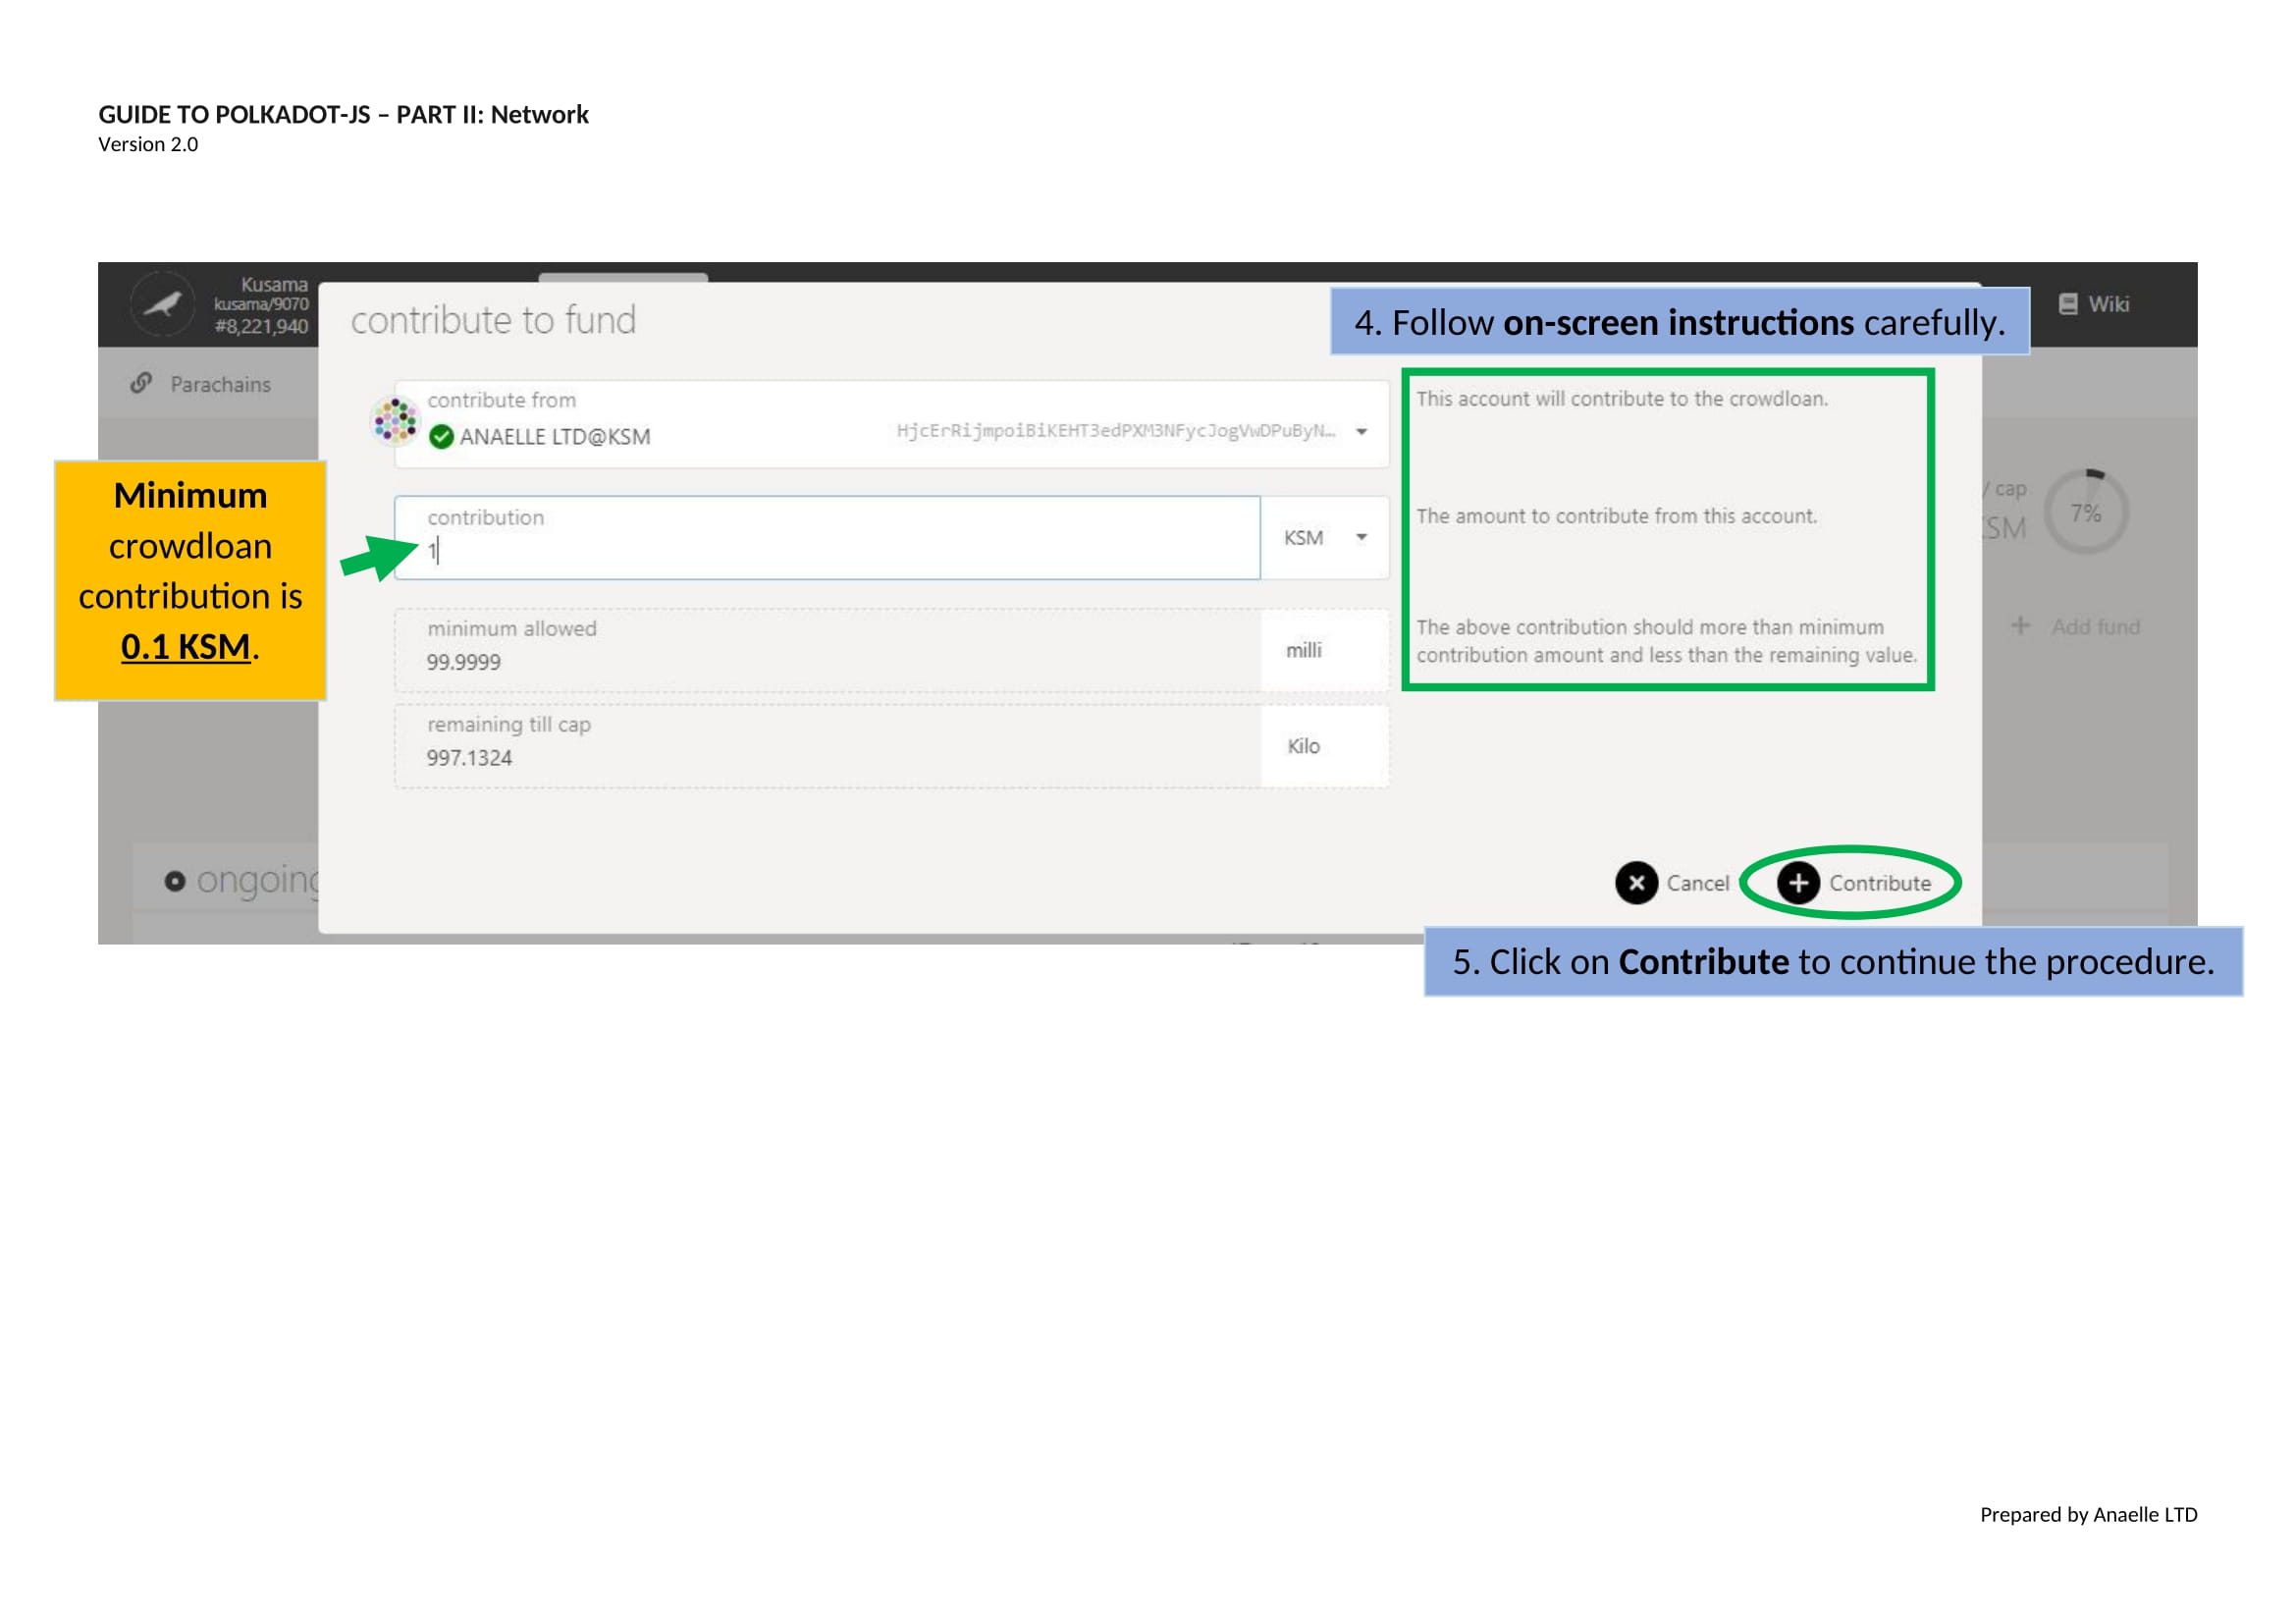 GUIDE TO POLKADOT-JS – PART II: Network
Version 2.0
Kusama
kusama/9070
#8,221,940
contribute to fund
4. Follow on-screen instructions carefully.
Wiki
Parachains
contribute from
ANAELLE LTD@KSM
HjcErRijmpoiBiKEHT3edPXM3NFycJogVwDPuByN…
This account will contribute to the crowdloan.
Minimum
crowdloan
contribution is
0.1 KSM.
contribution
1
KSM
The amount to contribute from this account.
/ cap
KSM
7%
minimum allowed
99.9999
milli
The above contribution should more than minimum
contribution amount and less than the remaining value.
Add fund
remaining till cap
997.1324
Kilo
ongoing
Cancel
Contribute
5. Click on Contribute to continue the procedure.
Prepared by Anaelle LTD